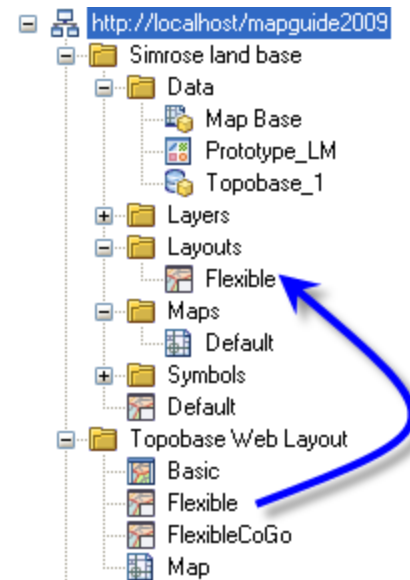 http://localhost/mapguide2009
Simrose land base
Data
Map Base
Prototype_LM
Topobase_1
Layers
Layouts
Flexible
Maps
Default
Symbols
Default
Topobase Web Layout
Basic
Flexible
FlexibleCoGo
Map